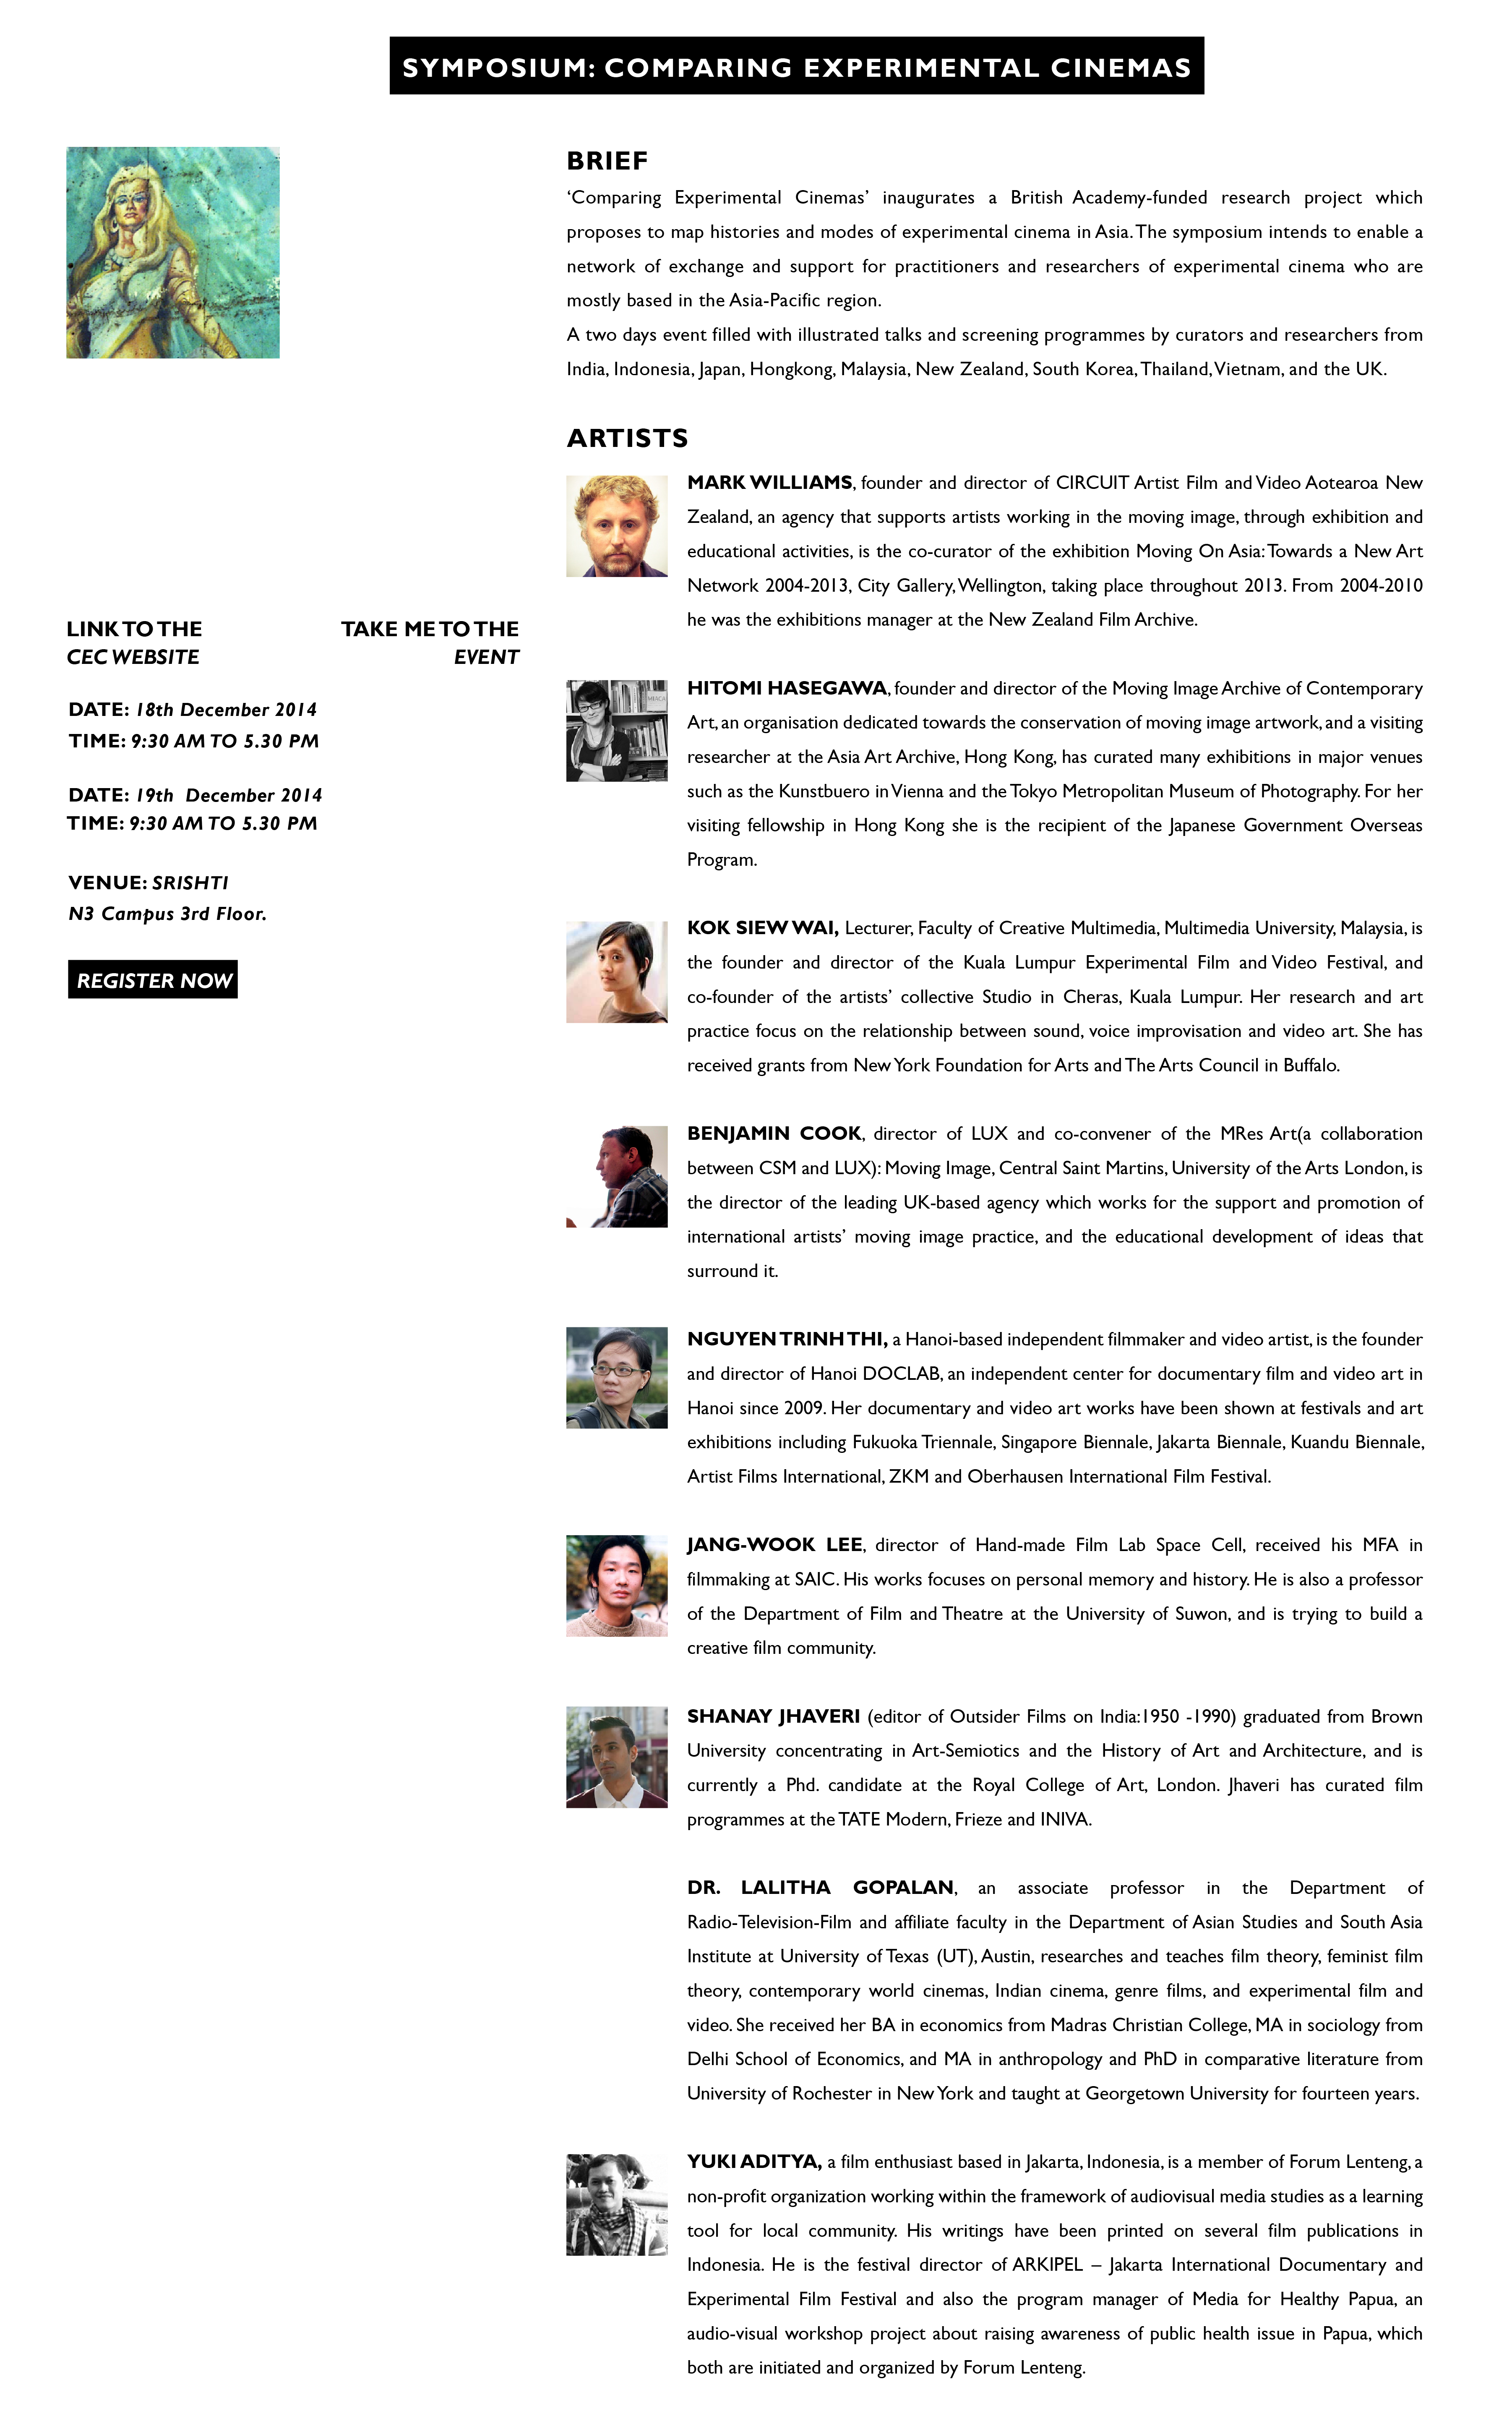 SYMPOSIUM: COMPARING EXPERIMENTAL CINEMAS
LINK TO THE
CEC WEBSITE
TAKE ME TO THE
EVENT
DATE: 18th December 2014
TIME: 9:30 AM TO 5.30 PM
DATE: 19th December 2014
TIME: 9:30 AM TO 5.30 PM
VENUE: SRISHTI
N3 Campus 3rd Floor.
REGISTER NOW
BRIEF
‘Comparing Experimental Cinemas’ inaugurates a British Academy-funded research project which
proposes to map histories and modes of experimental cinema in Asia. The symposium intends to enable a
network of exchange and support for practitioners and researchers of experimental cinema who are
mostly based in the Asia-Pacific region.
A two days event filled with illustrated talks and screening programmes by curators and researchers from
India, Indonesia, Japan, Hongkong, Malaysia, New Zealand, South Korea, Thailand, Vietnam, and the UK.
ARTISTS
MARK WILLIAMS, founder and director of CIRCUIT Artist Film and Video Aotearoa New
Zealand, an agency that supports artists working in the moving image, through exhibition and
educational activities, is the co-curator of the exhibition Moving On Asia: Towards a New Art
Network 2004-2013, City Gallery, Wellington, taking place throughout 2013. From 2004-2010
he was the exhibitions manager at the New Zealand Film Archive.
HITOMI HASEGAWA, founder and director of the Moving Image Archive of Contemporary
Art, an organisation dedicated towards the conservation of moving image artwork, and a visiting
researcher at the Asia Art Archive, Hong Kong, has curated many exhibitions in major venues
such as the Kunstbuero in Vienna and the Tokyo Metropolitan Museum of Photography. For her
visiting fellowship in Hong Kong she is the recipient of the Japanese Government Overseas
Program.
KOK SIEW WAI, Lecturer, Faculty of Creative Multimedia, Multimedia University, Malaysia, is
the founder and director of the Kuala Lumpur Experimental Film and Video Festival, and
co-founder of the artists’ collective Studio in Cheras, Kuala Lumpur. Her research and art
practice focus on the relationship between sound, voice improvisation and video art. She has
received grants from New York Foundation for Arts and The Arts Council in Buffalo.
BENJAMIN COOK, director of LUX and co-convener of the MRes Art(a collaboration
between CSM and LUX): Moving Image, Central Saint Martins, University of the Arts London, is
the director of the leading UK-based agency which works for the support and promotion of
international artists’ moving image practice, and the educational development of ideas that
surround it.
NGUYEN TRINH THI, a Hanoi-based independent filmmaker and video artist, is the founder
and director of Hanoi DOCLAB, an independent center for documentary film and video art in
Hanoi since 2009. Her documentary and video art works have been shown at festivals and art
exhibitions including Fukuoka Triennale, Singapore Biennale, Jakarta Biennale, Kuandu Biennale,
Artist Films International, ZKM and Oberhausen International Film Festival.
JANG-WOOK LEE, director of Hand-made Film Lab Space Cell, received his MFA in
filmmaking at SAIC. His works focuses on personal memory and history. He is also a professor
of the Department of Film and Theatre at the University of Suwon, and is trying to build a
creative film community.
SHANAY JHAVERI (editor of Outsider Films on India:1950 -1990) graduated from Brown
University concentrating in Art-Semiotics and the History of Art and Architecture, and is
currently a Phd. candidate at the Royal College of Art, London. Jhaveri has curated film
programmes at the TATE Modern, Frieze and INIVA.
DR. LALITHA GOPALAN, an associate professor in the Department of
Radio-Television-Film and affiliate faculty in the Department of Asian Studies and South Asia
Institute at University of Texas (UT), Austin, researches and teaches film theory, feminist film
theory, contemporary world cinemas, Indian cinema, genre films, and experimental film and
video. She received her BA in economics from Madras Christian College, MA in sociology from
Delhi School of Economics, and MA in anthropology and PhD in comparative literature from
University of Rochester in New York and taught at Georgetown University for fourteen years.
YUKI ADITYA, a film enthusiast based in Jakarta, Indonesia, is a member of Forum Lenteng, a
non-profit organization working within the framework of audiovisual media studies as a learning
tool for local community. His writings have been printed on several film publications in
Indonesia. He is the festival director of ARKIPEL – Jakarta International Documentary and
Experimental Film Festival and also the program manager of Media for Healthy Papua, an
audio-visual workshop project about raising awareness of public health issue in Papua, which
both are initiated and organized by Forum Lenteng.